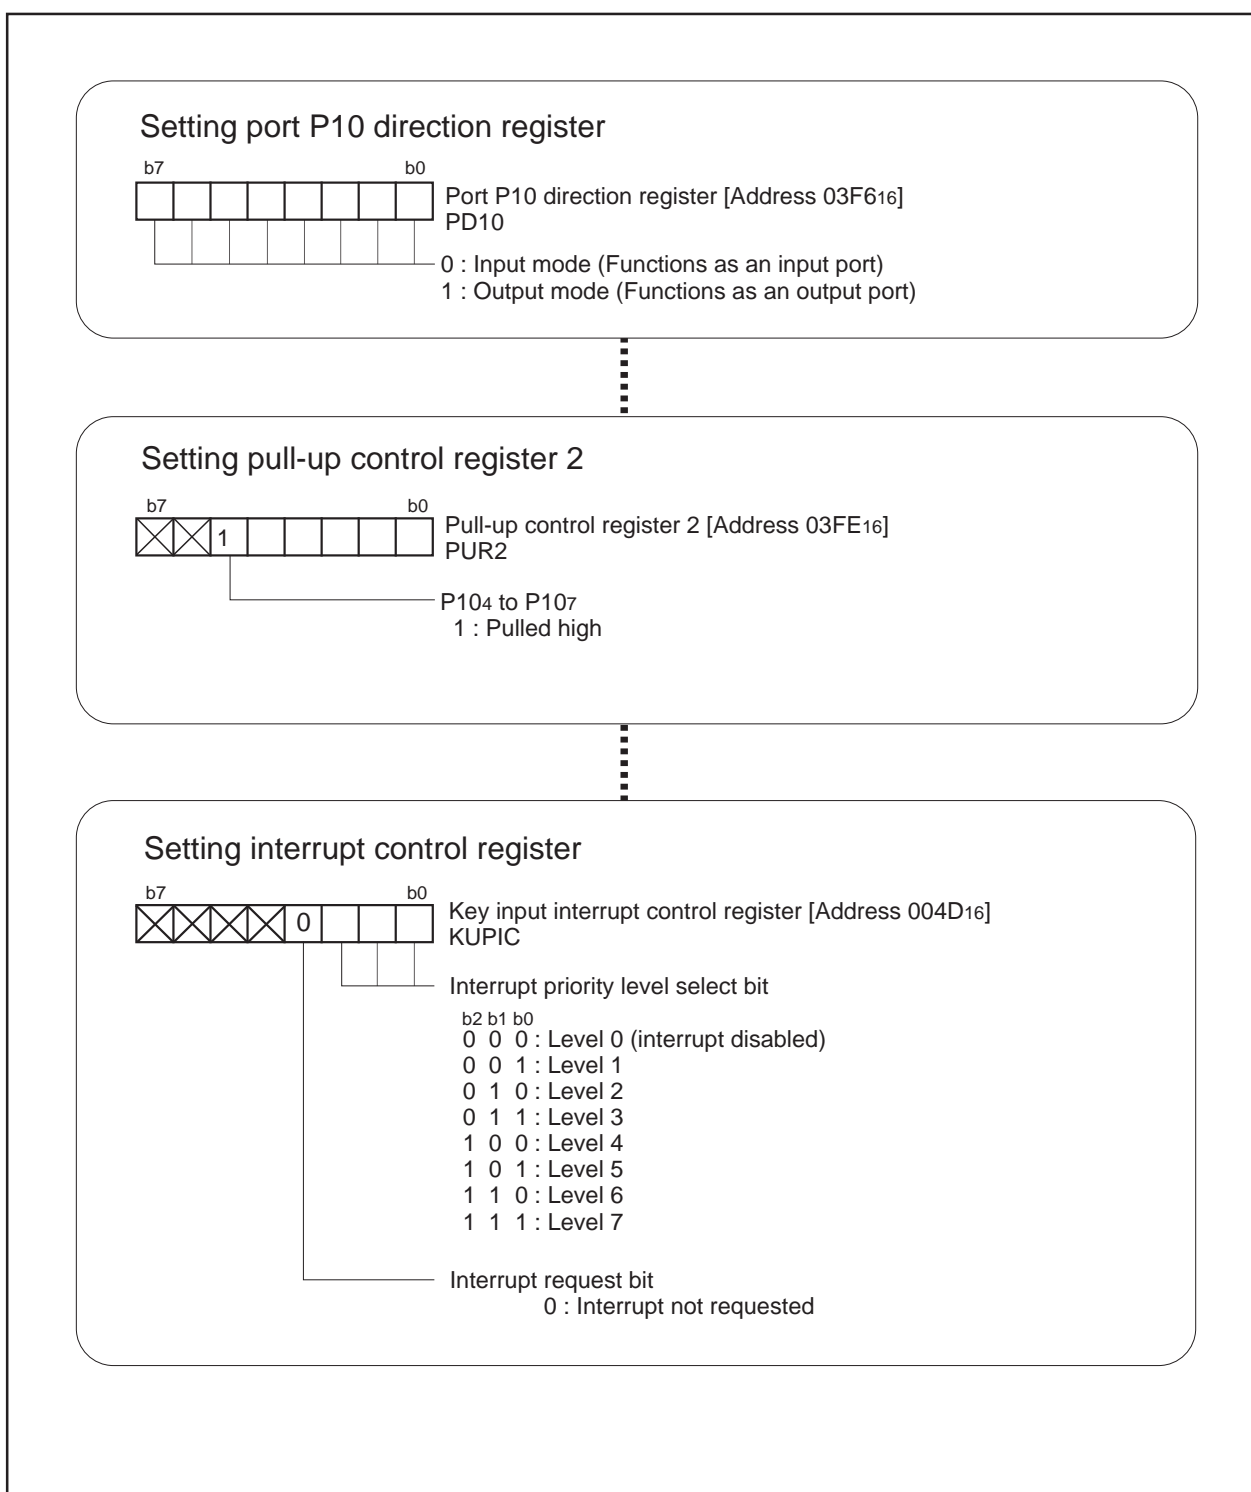 Setting port P10 direction register
b7 b0
Port P10 direction register [Address 03F616]
PD10
0 : Input mode (Functions as an input port)
1 : Output mode (Functions as an output port)
Setting pull-up control register 2
b7 b0
1
Pull-up control register 2 [Address 03FE16]
PUR2
P104 to P107
1 : Pulled high
Setting interrupt control register
b7 b0
0
Key input interrupt control register [Address 004D16]
KUPIC
Interrupt priority level select bit
b2 b1 b0
0 0 0 : Level 0 (interrupt disabled)
0 0 1 : Level 1
0 1 0 : Level 2
0 1 1 : Level 3
1 0 0 : Level 4
1 0 1 : Level 5
1 1 0 : Level 6
1 1 1 : Level 7
Interrupt request bit
0 : Interrupt not requested